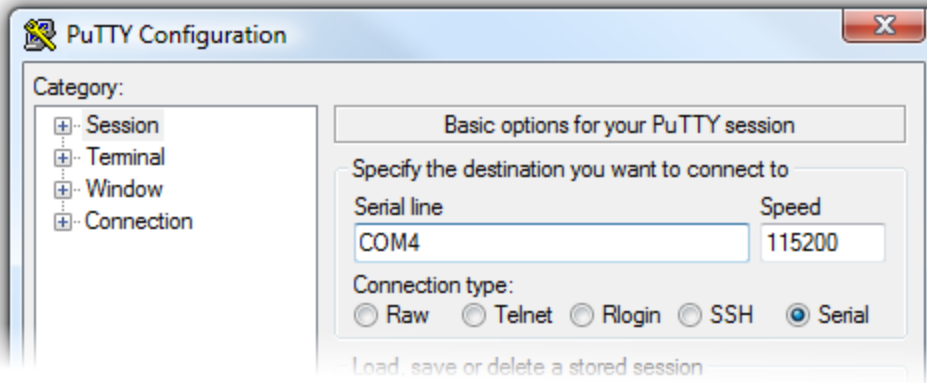 PuTTY Configuration
Category:
Session
Terminal
Window
Connection
Basic options for your PuTTY session
Specify the destination you want to connect to
Serial line Speed
COM4 115200
Connection type:
Raw Telnet Rlogin SSH Serial
Load, save or delete a stored session